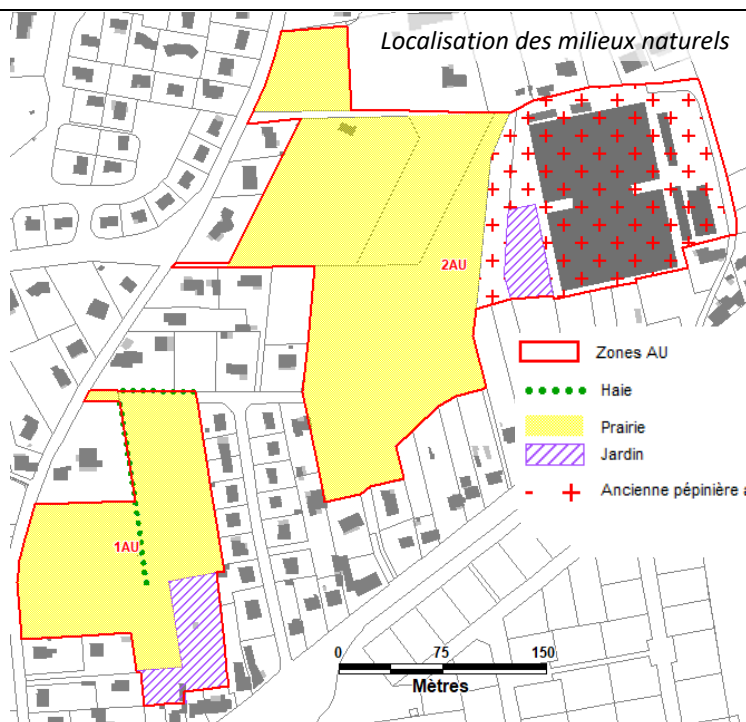 Localisation des milieux naturels
2AU
Zones AU
Haie
Prairie
Jardin
Ancienne pépinière a
1AU
0 75 150
Mètres